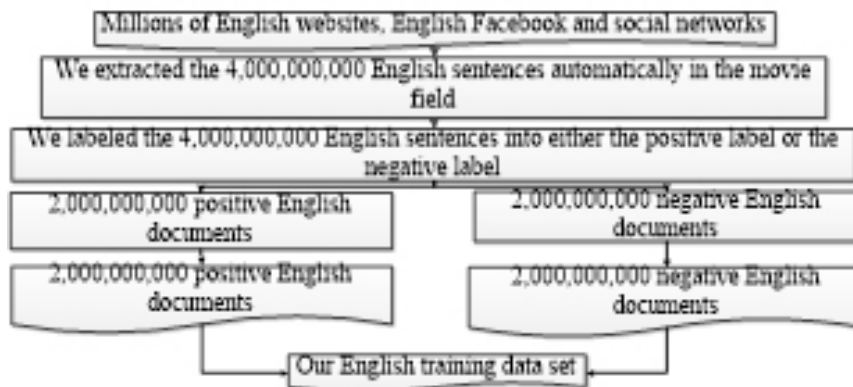 Millions of English websites, English Facebook and social networks
We extracted the 4,000,000,000 English sentences automatically in the movie
field
We labeled the 4,000,000,000 English sentences into either the positive label or the
negative label
2,000,000,000 positive English
documents
2,000,000,000 negative English
documents
2,000,000,000 positive English
documents
2,000,000,000 negative English
documents
Our English training data set